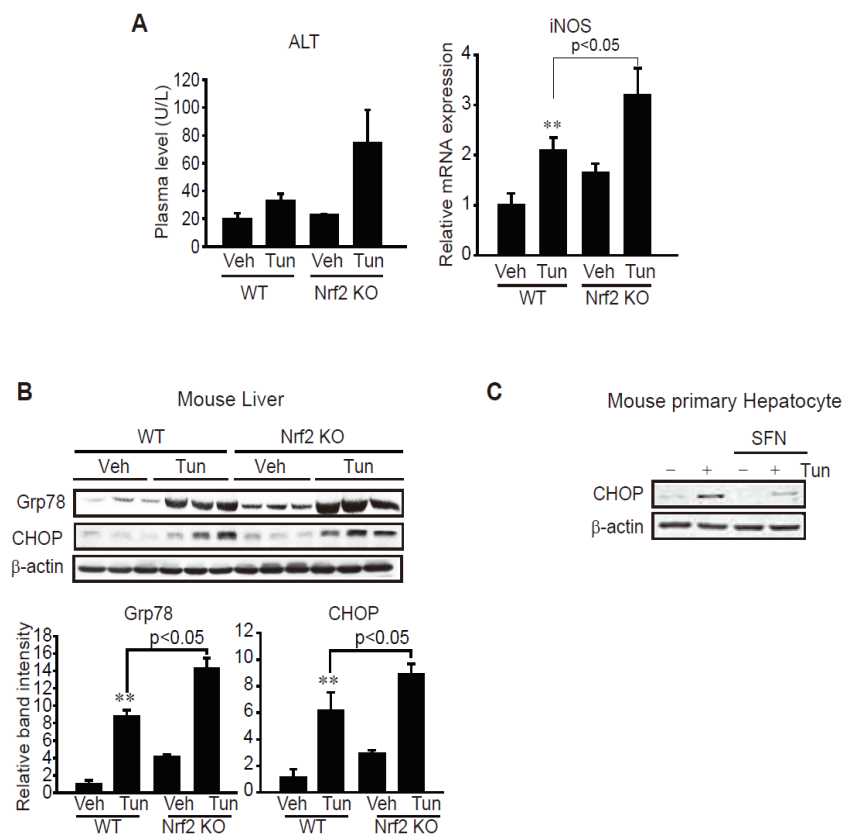 A
ALT
Plasma level (U/L)
120
100
80
60
40
20
0
Veh Tun Veh Tun
WT Nrf2 KO
iNOS
p<0.05
Relative mRNA expression
4
3
2
1
0
**
Veh Tun Veh Tun
WT Nrf2 KO
B
Mouse Liver
WT Nrf2 KO
Veh Tun Veh Tun
Grp78
CHOP
β-actin
Grp78
Relative band intensity
18
16
14
12
10
8
6
4
2
0
p<0.05
**
Veh Tun Veh Tun
WT Nrf2 KO
CHOP
12
10
8
6
4
2
0
p<0.05
**
Veh Tun Veh Tun
WT Nrf2 KO
C
Mouse primary Hepatocyte
SFN
− + − + Tun
CHOP
β-actin